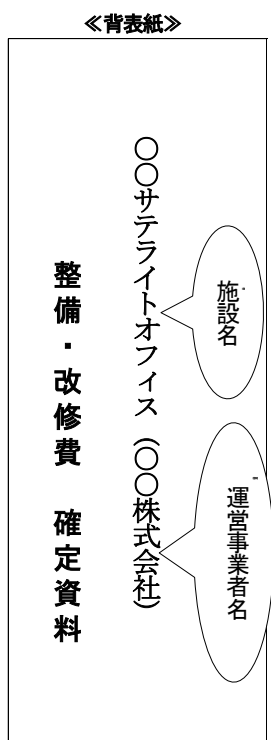 ≪背表紙≫
施設名
運営事業者名
〇〇サテライトオフィス（〇〇株式会社）
整備・改修費　確定資料